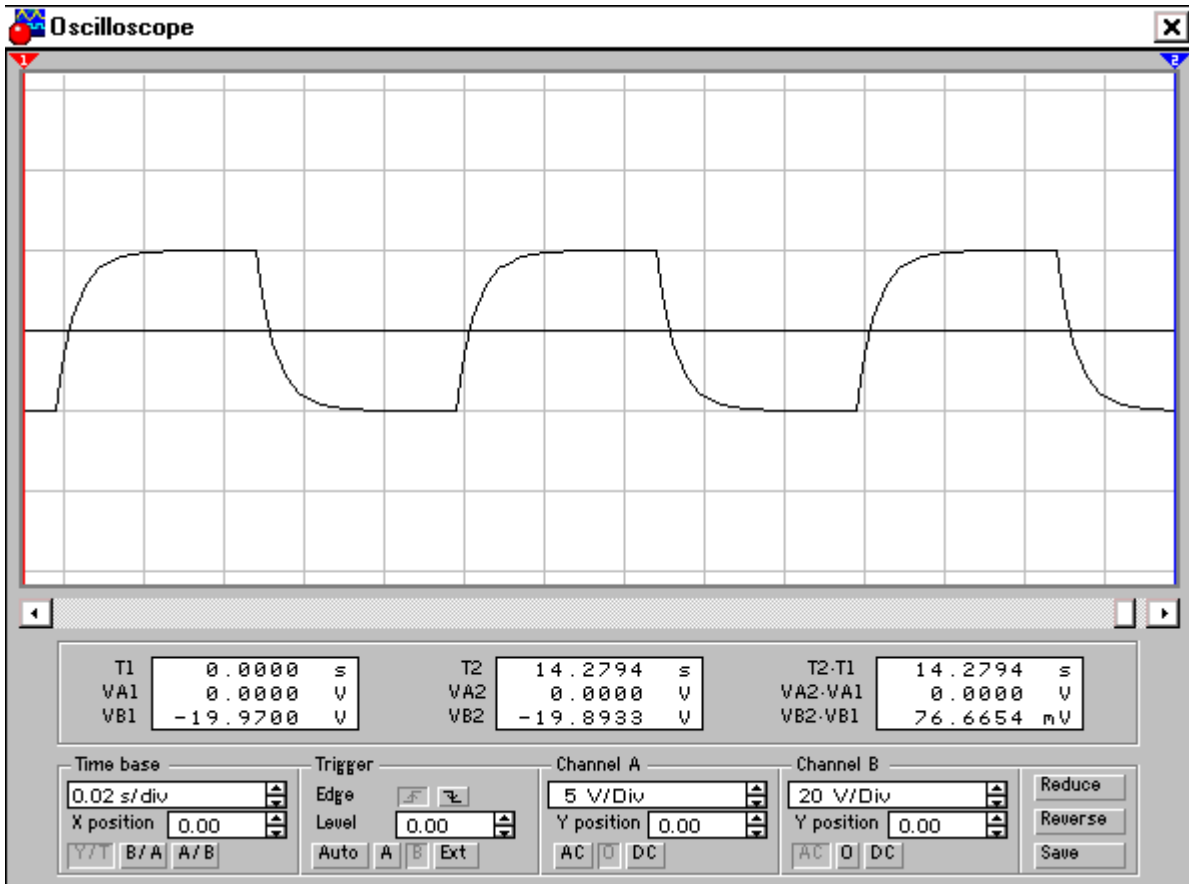 Oscilloscope
1
2
T1 0.0000 s
VA1 0.0000 V
VB1 -19.9700 V
T2 14.2794 s
VA2 0.0000 V
VB2 -19.8933 V
T2-T1 14.2794 s
VA2-VA1 0.0000 V
VB2-VB1 76.6654 mV
Time base
0.02 s/div
X position 0.00
Y/T B/A A/B
Trigger
Edge
Level 0.00
Auto A B Ext
Channel A
5 V/Div
Y position 0.00
AC 0 DC
Channel B
20 V/Div
Y position 0.00
AC 0 DC
Reduce
Reverse
Save